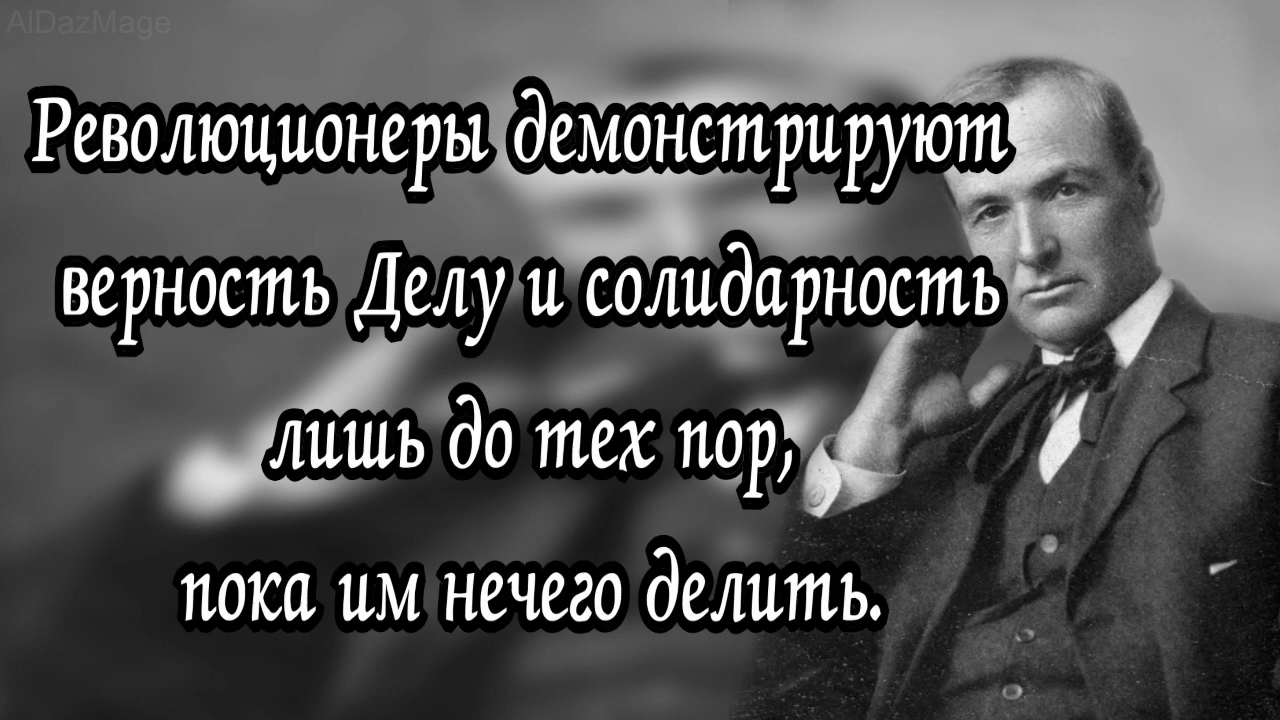 AlDazMage
Революционеры демонстрируют
верность Делу и солидарность
лишь до тех пор,
пока им нечего делить.